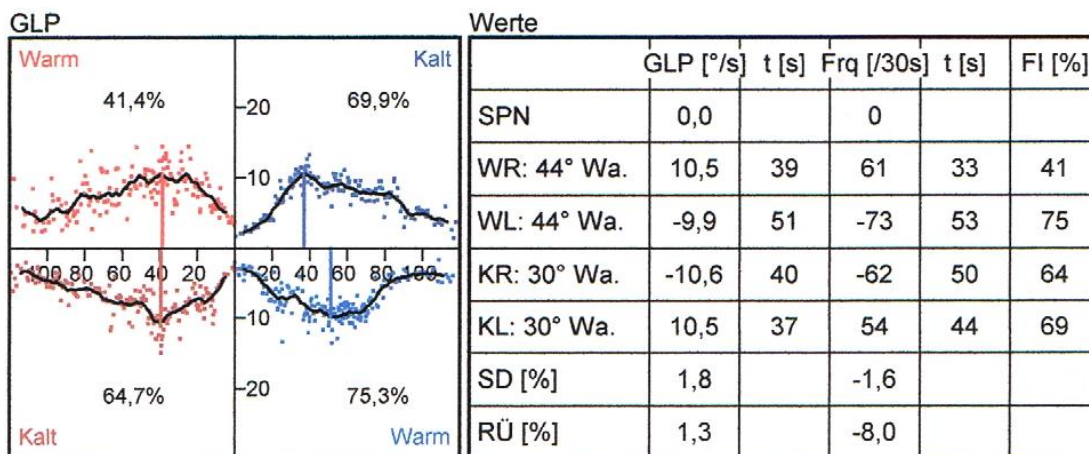 GLP
Warm
Kalt
41,4%
69,9%
20
10
100 80 60 40 20
20 40 60 80 100
10
20
64,7%
75,3%
Kalt
Warm
Werte
GLP [°/s] t [s] Frq [/30s] t [s] FI [%]
SPN 0,0 0
WR: 44° Wa. 10,5 39 61 33 41
WL: 44° Wa. -9,9 51 -73 53 75
KR: 30° Wa. -10,6 40 -62 50 64
KL: 30° Wa. 10,5 37 54 44 69
SD [%] 1,8 -1,6
RÜ [%] 1,3 -8,0